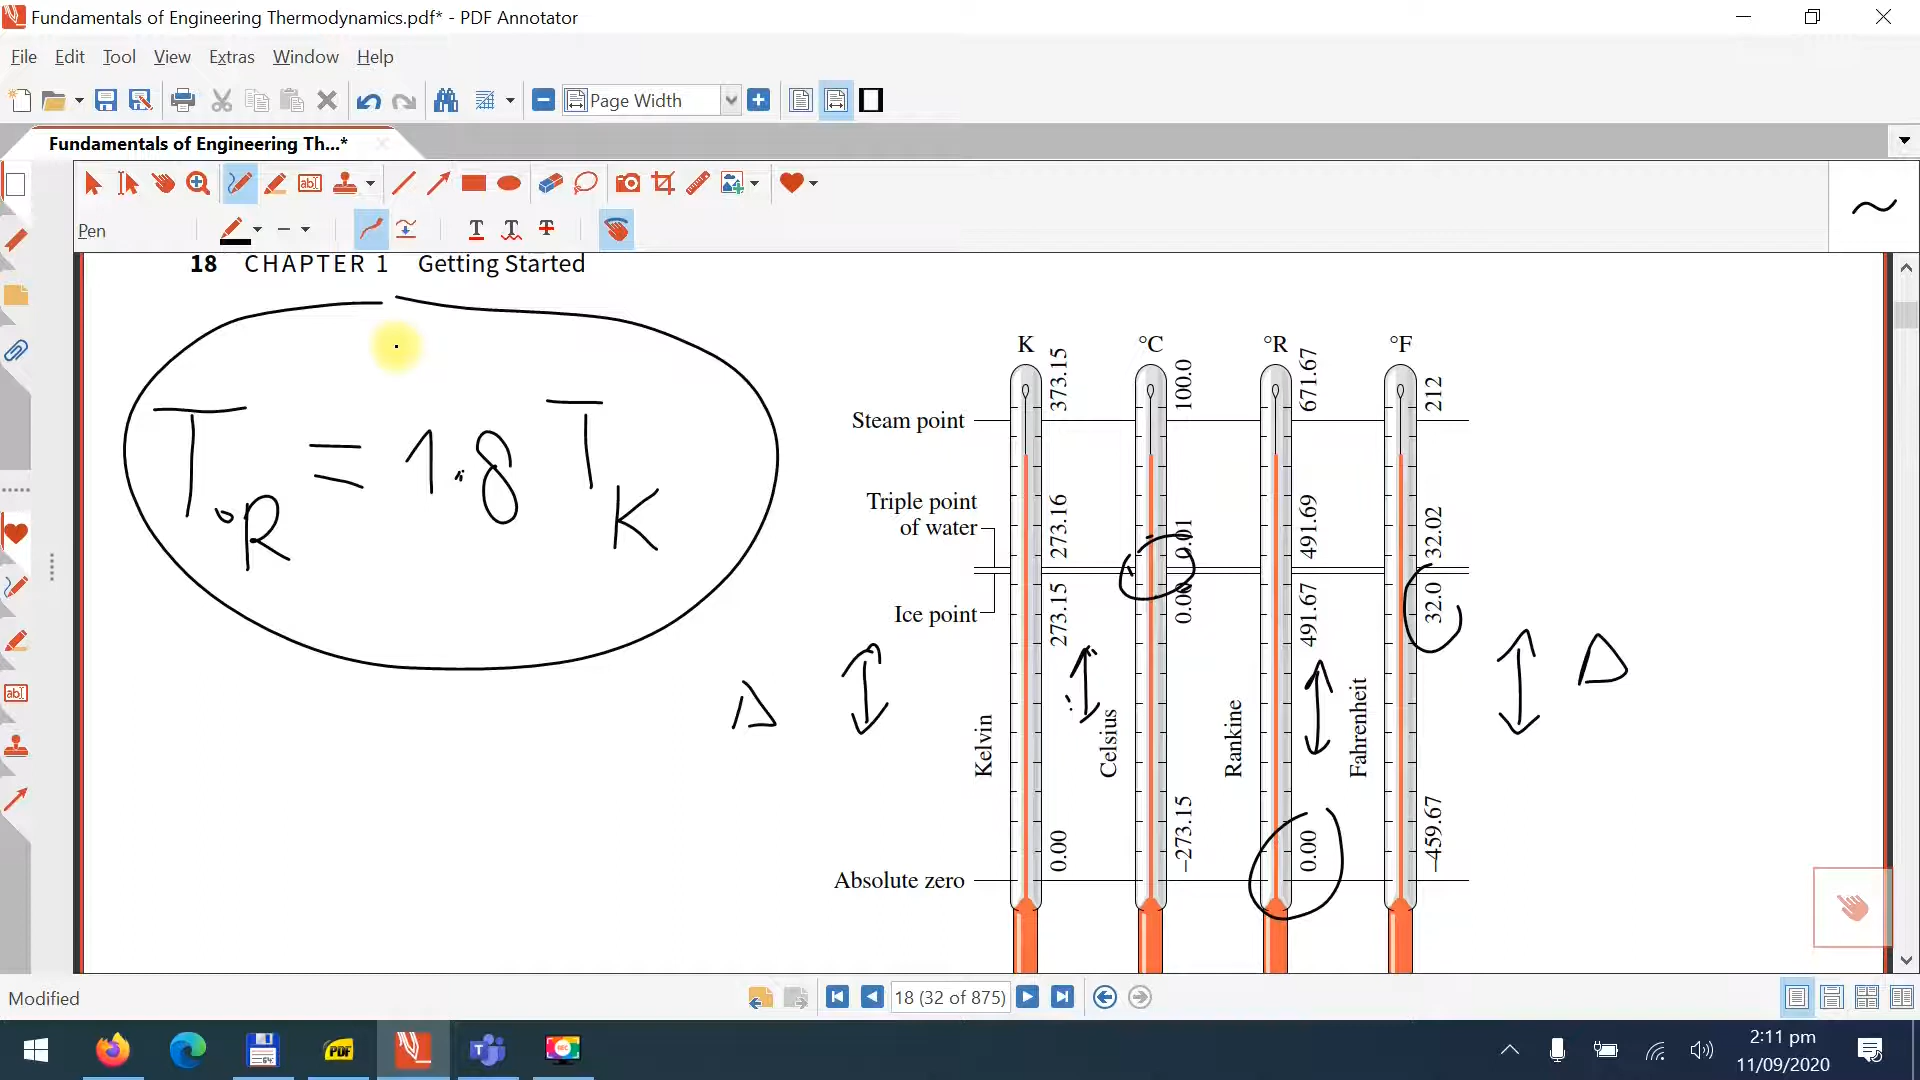 Fundamentals of Engineering Thermodynamics.pdf* - PDF Annotator
File Edit Tool View Extras Window Help
Page Width
Fundamentals of Engineering Th...*
Pen
18 CHAPTER 1 Getting Started
T°R = 1.8 TK
K °C °R °F
Steam point 373.15 100.0 671.67 212
Triple point
of water 273.16 0.01 491.69 32.02
Ice point 273.15 0.00 491.67 32.0
Δ Δ
Kelvin Celsius Rankine Fahrenheit
Absolute zero 0.00 –273.15 0.00 –459.67
Modified
18 (32 of 875)
2:11 pm
11/09/2020